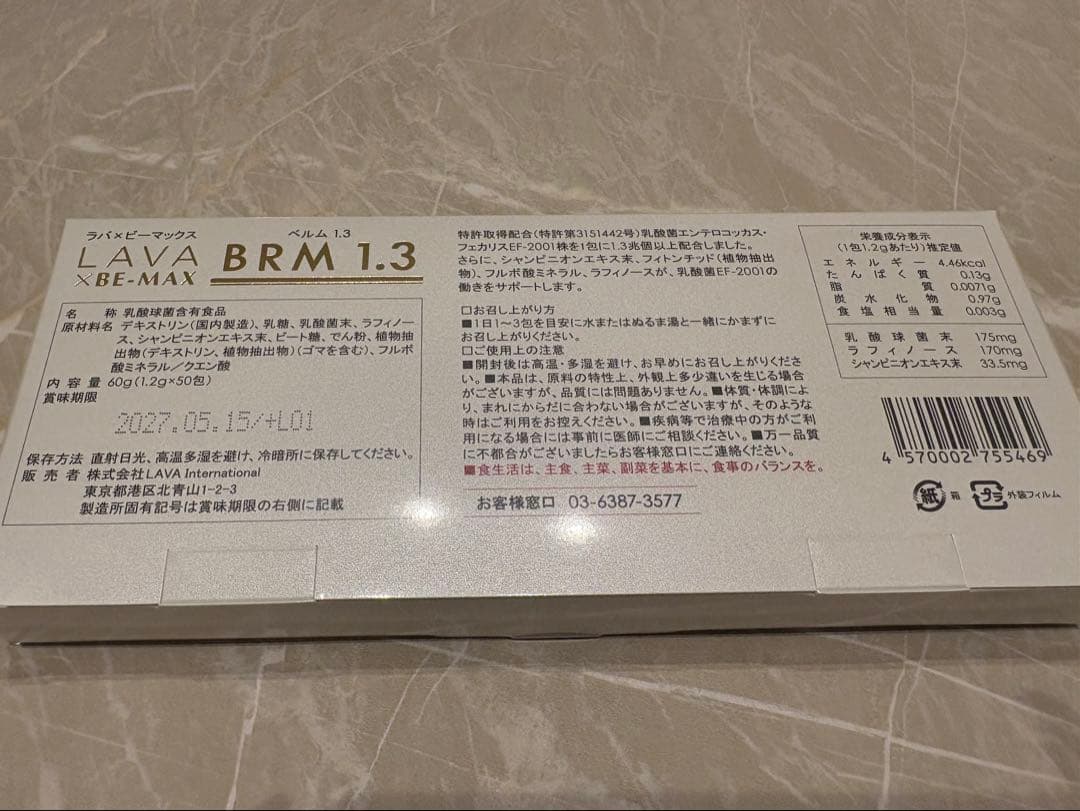 ラバ×ビーマックス
LAVA
×BE-MAX
ベルム 1.3
BRM 1.3
名　　称 乳酸球菌含有食品
原材料名 デキストリン(国内製造)、乳糖、乳酸菌末、ラフィノー
ス、シャンピニオンエキス末、ビート糖、でん粉、植物抽
出物(デキストリン、植物抽出物)(ゴマを含む)、フルボ
酸ミネラル／クエン酸
内 容 量 60g(1.2g×50包)
賞味期限
2027.05.15/+L01
保存方法 直射日光、高温多湿を避け、冷暗所に保存してください。
販 売 者 株式会社LAVA International
東京都港区北青山1-2-3
製造所固有記号は賞味期限の右側に記載
特許取得配合(特許第3151442号)乳酸菌エンテロコッカス・
フェカリスEF-2001株を1包に1.3兆個以上配合しました。
さらに、シャンピニオンエキス末、フィトンチッド(植物抽出
物)、フルボ酸ミネラル、ラフィノースが、乳酸菌EF-2001の
働きをサポートします。
□お召し上がり方
■1日1〜3包を目安に水またはぬるま湯と一緒にかまずに
お召し上がりください。
□ご使用上の注意
■開封後は高温・多湿を避け、お早めにお召し上がりくださ
い。■本品は、原料の特性上、外観上多少違いを生じる場合
がございますが、品質には問題ありません。■体質・体調によ
り、まれにからだに合わない場合がございますが、そのような
時はご利用をお控えください。■疾病等で治療中の方がご利
用になる場合には事前に医師にご相談ください。■万一品質
に不都合がございましたらお客様窓口にご連絡ください。
■食生活は、主食、主菜、副菜を基本に、食事のバランスを。
お客様窓口 03-6387-3577
栄養成分表示
(1包1.2gあたり)推定値
エネルギー 4.46kcal
たんぱく質 0.13g
脂質 0.0071g
炭水化物 0.97g
食塩相当量 0.003g
乳酸球菌末 175mg
ラフィノース 170mg
シャンピニオンエキス末 33.5mg
4 570002 755469
紙 箱 プラ 外装フィルム